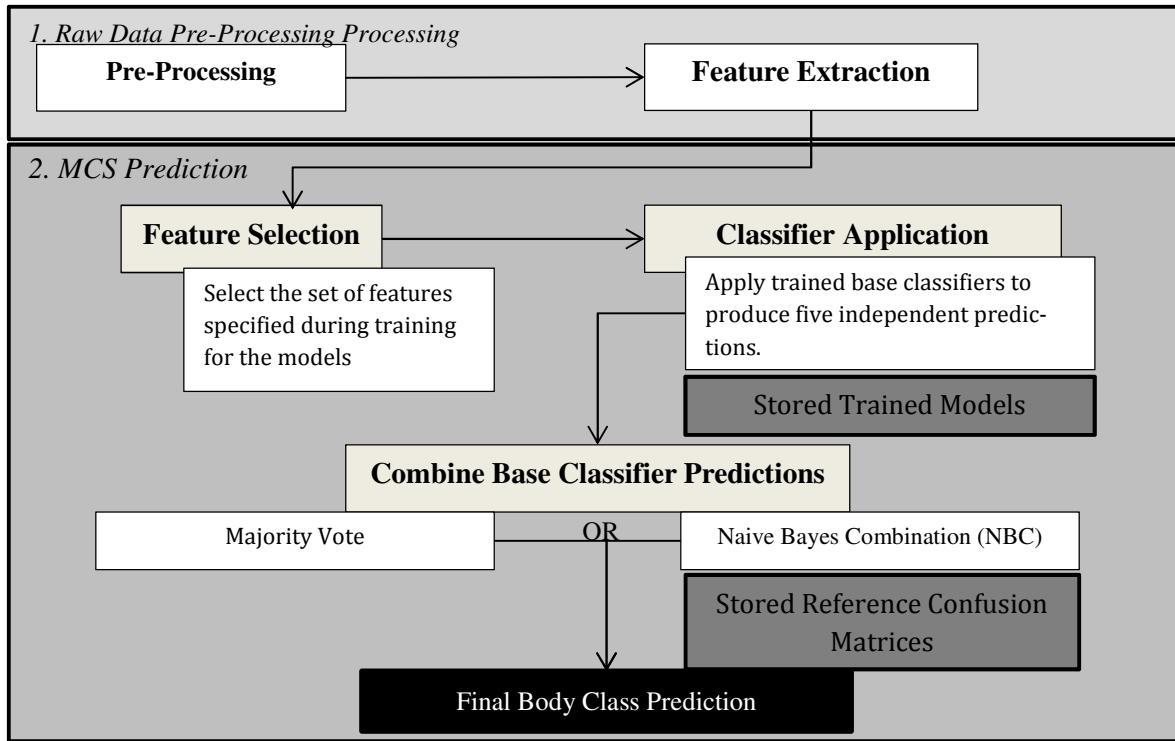 1. Raw Data Pre-Processing Processing
Pre-Processing
Feature Extraction
2. MCS Prediction
Feature Selection
Select the set of features
specified during training
for the models
Classifier Application
Apply trained base classifiers to
produce five independent predic-
tions.
Stored Trained Models
Combine Base Classifier Predictions
Majority Vote
OR
Naive Bayes Combination (NBC)
Stored Reference Confusion
Matrices
Final Body Class Prediction